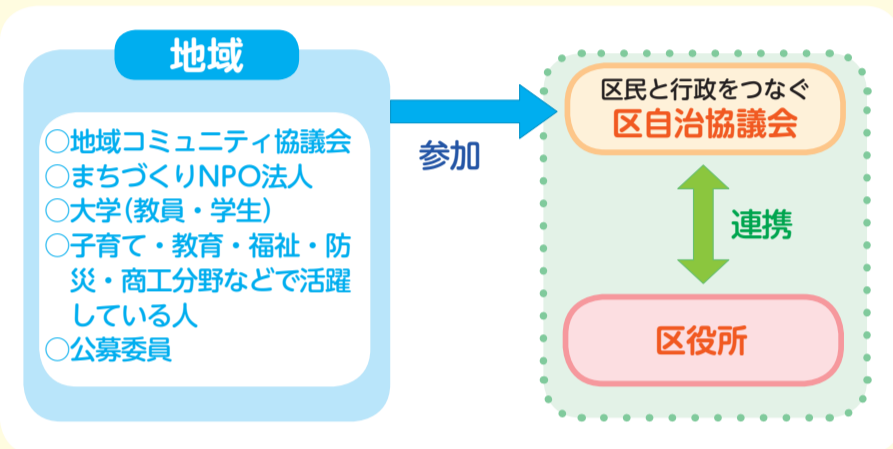 地域
○地域コミュニティ協議会
○まちづくりNPO法人
○大学(教員・学生)
○子育て・教育・福祉・防
災・商工分野などで活躍
している人
○公募委員
参加
区民と行政をつなぐ
区自治協議会
連携
区役所